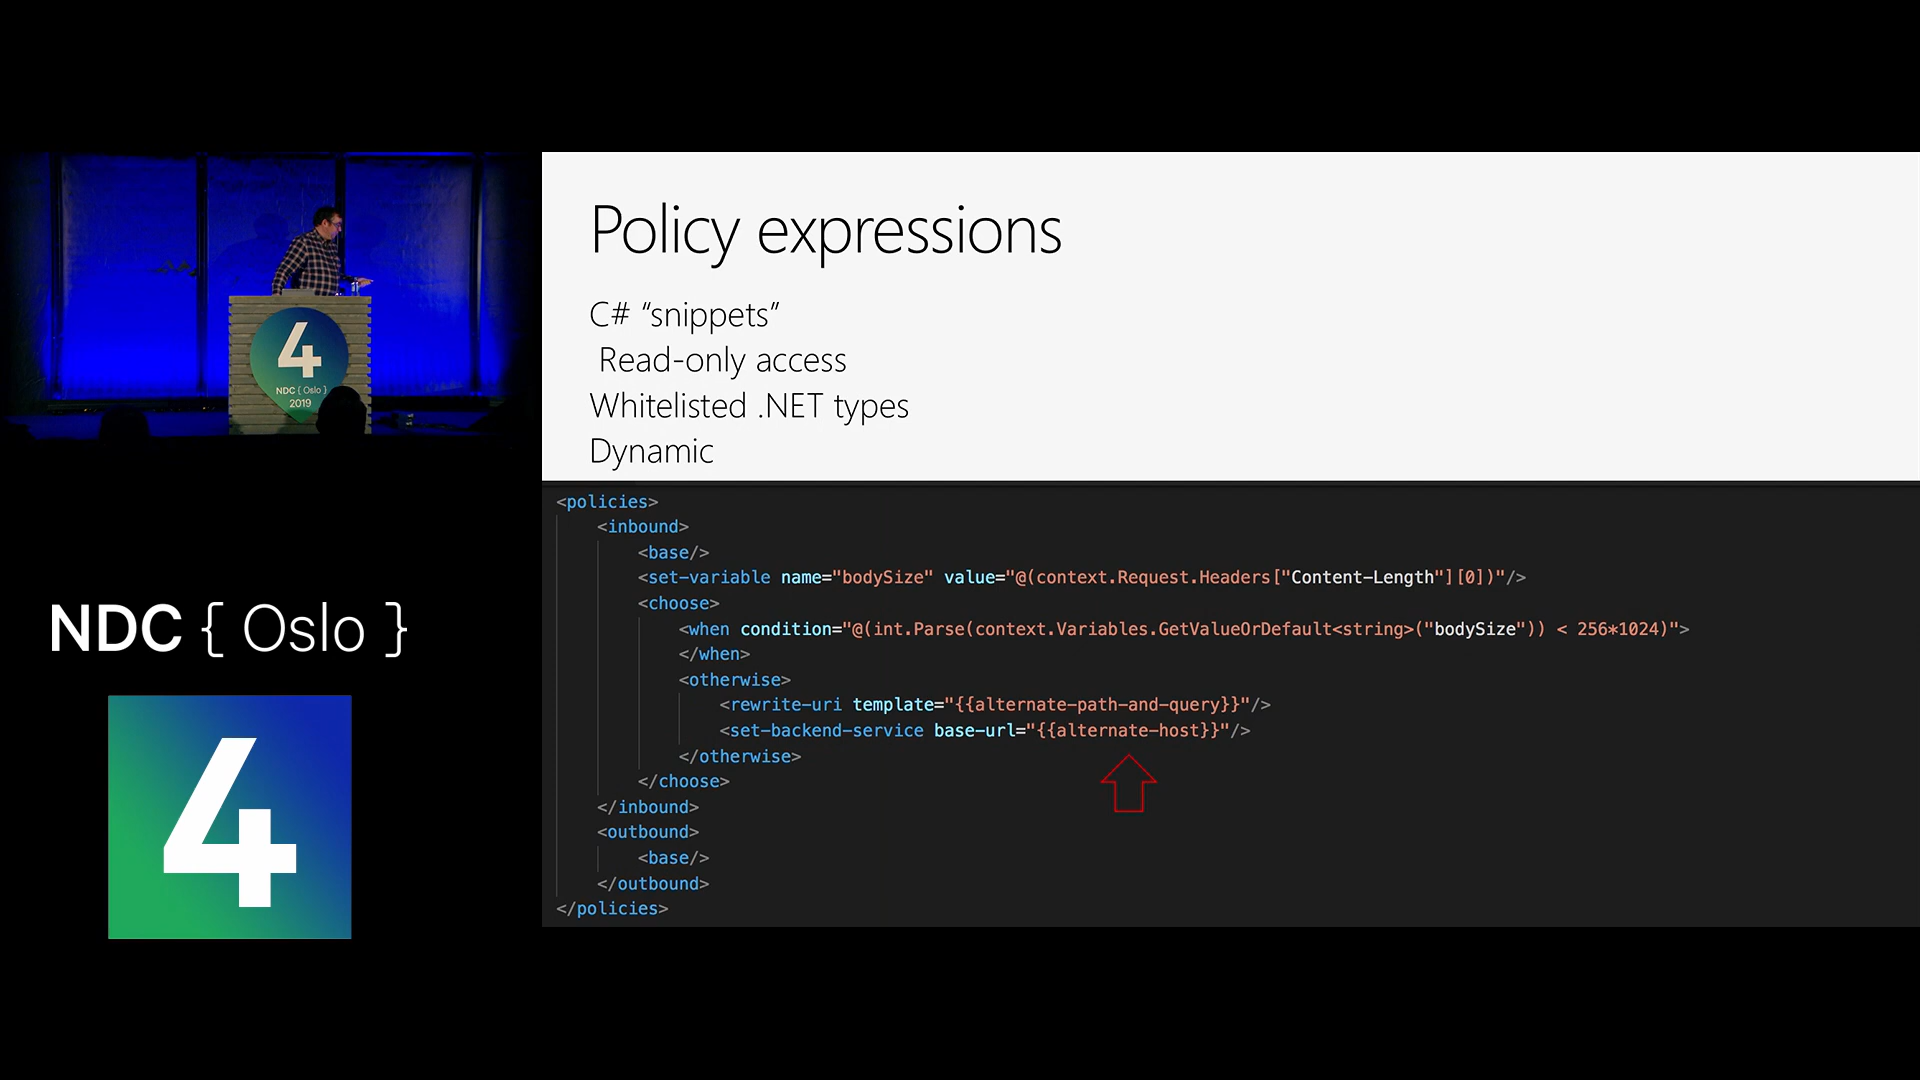 4
NDC { Oslo }
2019
NDC { Oslo }
4
Policy expressions
C# “snippets”
Read-only access
Whitelisted .NET types
Dynamic
<policies>
<inbound>
<base/>
<set-variable name="bodySize" value="@(context.Request.Headers["Content-Length"][0])"/>
<choose>
<when condition="@(int.Parse(context.Variables.GetValueOrDefault<string>("bodySize")) < 256*1024)">
</when>
<otherwise>
<rewrite-uri template="{{alternate-path-and-query}}"/>
<set-backend-service base-url="{{alternate-host}}"/>
</otherwise>
</choose>
</inbound>
<outbound>
<base/>
</outbound>
</policies>